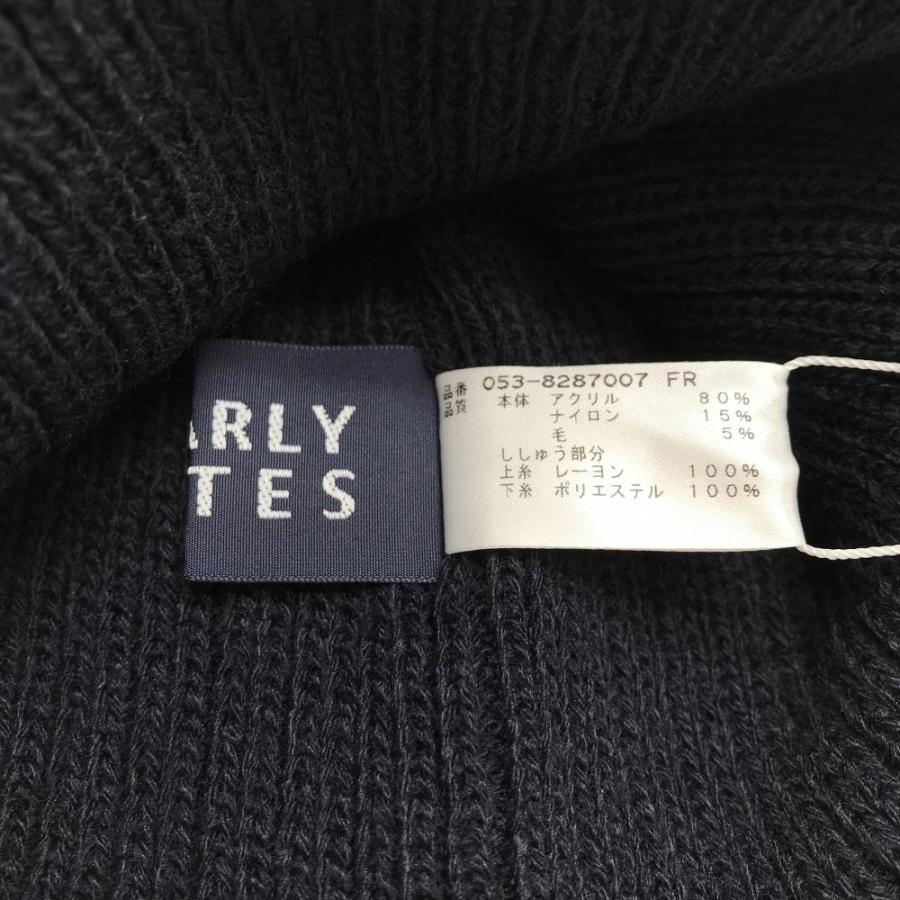 ARLY
TES
品番 053-8287007 FR
品質 本体 アクリル 80%
ナイロン 15%
毛 5%
ししゅう部分
上糸 レーヨン 100%
下糸 ポリエステル 100%